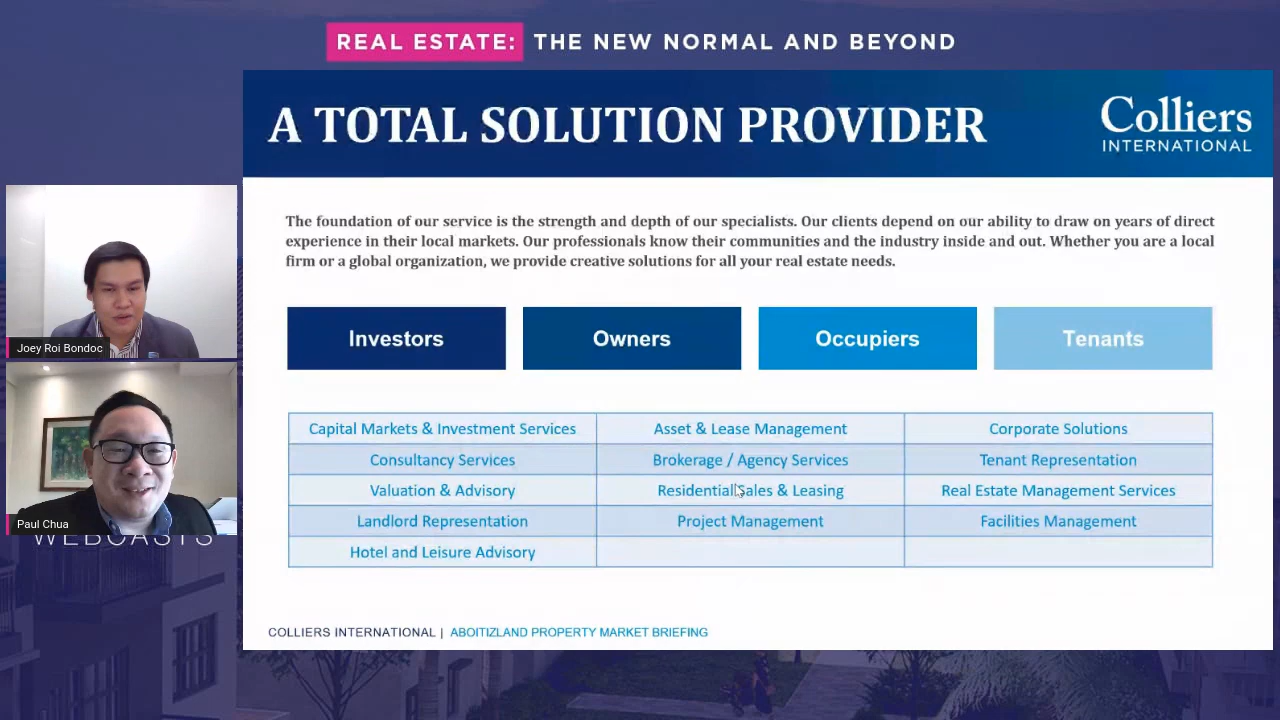 REAL ESTATE: THE NEW NORMAL AND BEYOND
A TOTAL SOLUTION PROVIDER
Colliers
INTERNATIONAL
The foundation of our service is the strength and depth of our specialists. Our clients depend on our ability to draw on years of direct
experience in their local markets. Our professionals know their communities and the industry inside and out. Whether you are a local
firm or a global organization, we provide creative solutions for all your real estate needs.
Investors
Owners
Occupiers
Tenants
Capital Markets & Investment Services
Asset & Lease Management
Corporate Solutions
Consultancy Services
Brokerage / Agency Services
Tenant Representation
Valuation & Advisory
Residential Sales & Leasing
Real Estate Management Services
Landlord Representation
Project Management
Facilities Management
Hotel and Leisure Advisory
COLLIERS INTERNATIONAL | ABOITIZLAND PROPERTY MARKET BRIEFING
Joey Roi Bondoc
Paul Chua
WEBCASTS